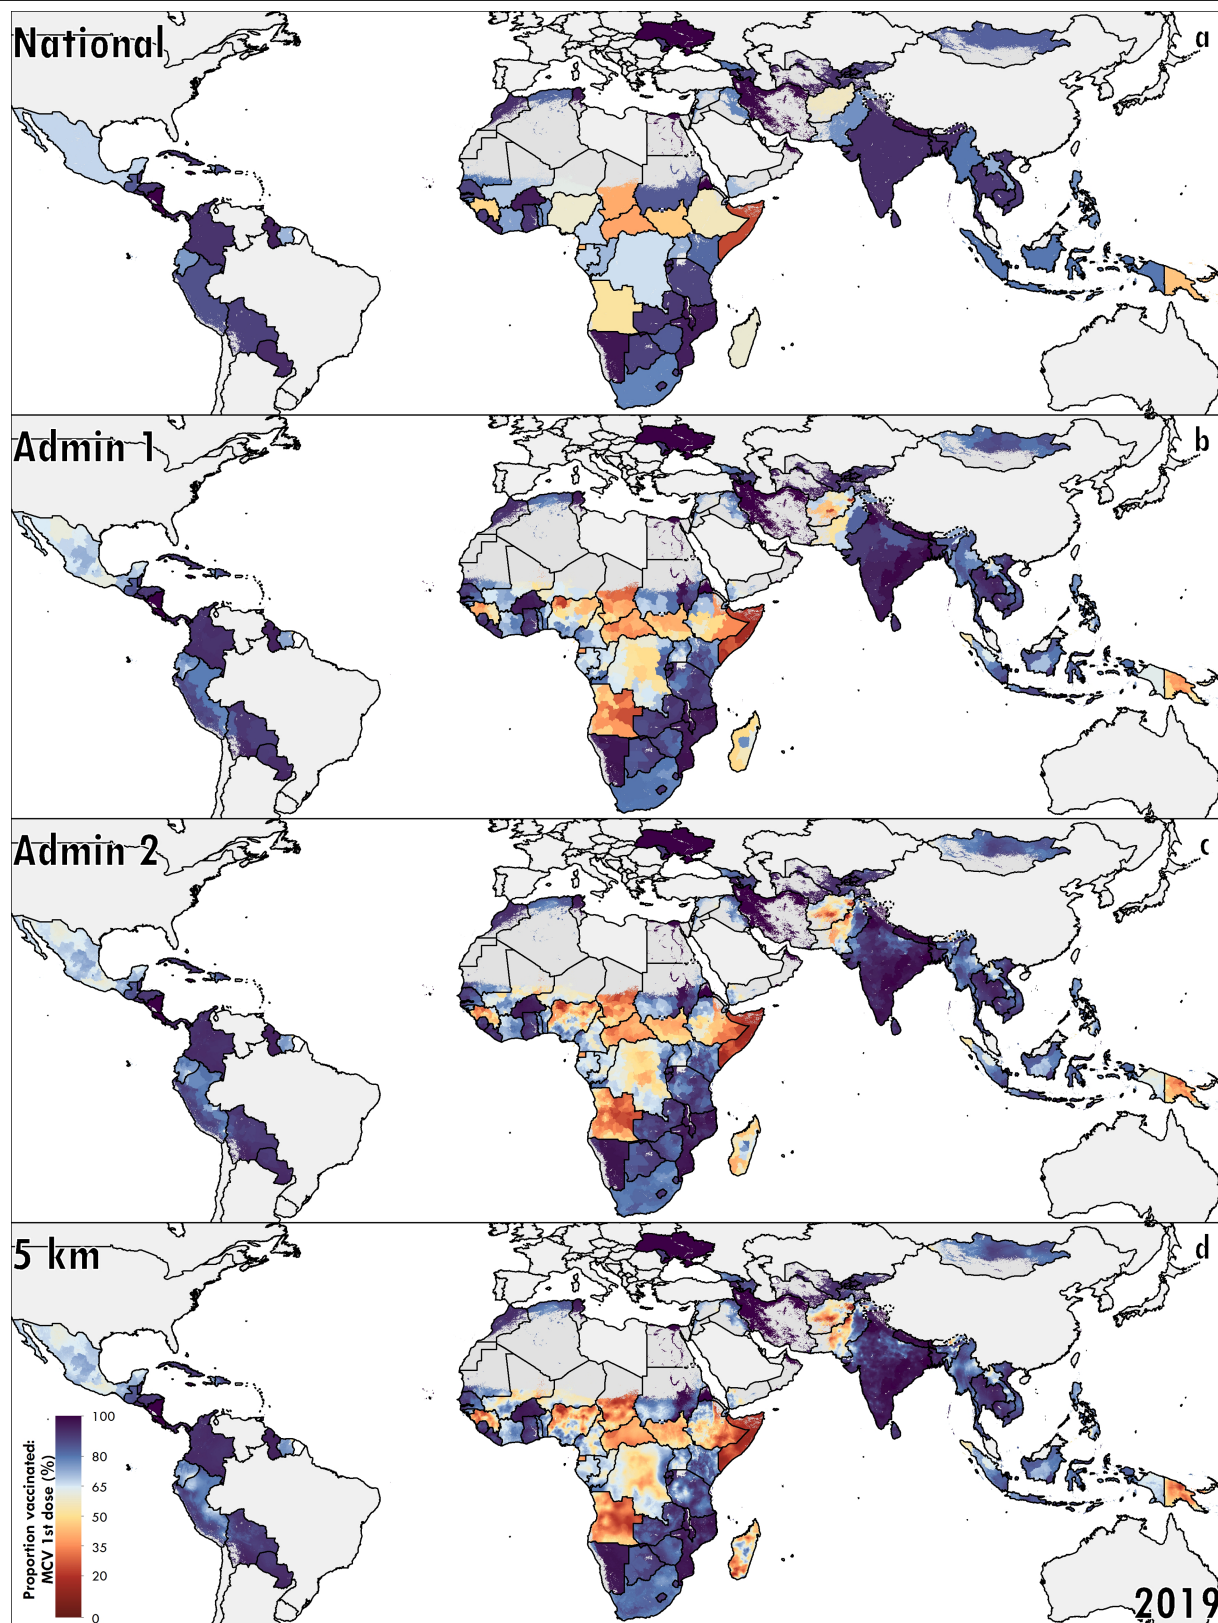 National
a
Admin 1
b
Admin 2
c
5 km
d
Proportion vaccinated:
MCV 1st dose (%)
100
80
65
50
35
20
0
2019